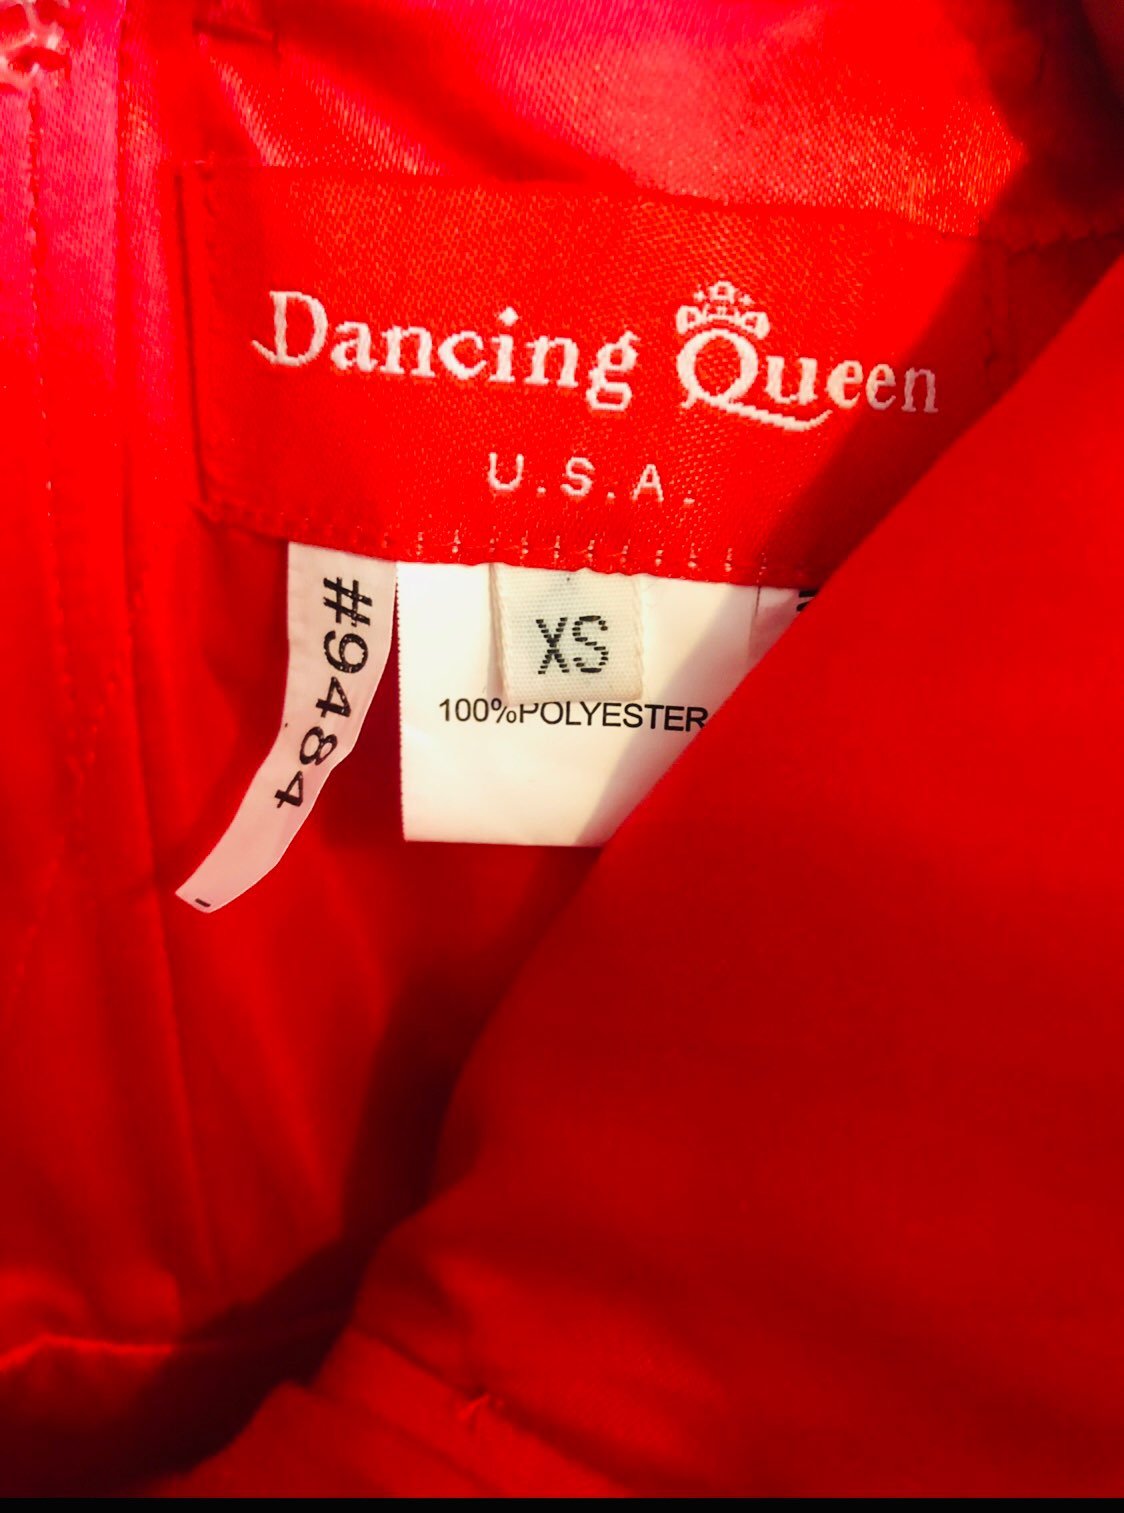 Dancing Queen
U.S.A.
#9484
XS
100%POLYESTER